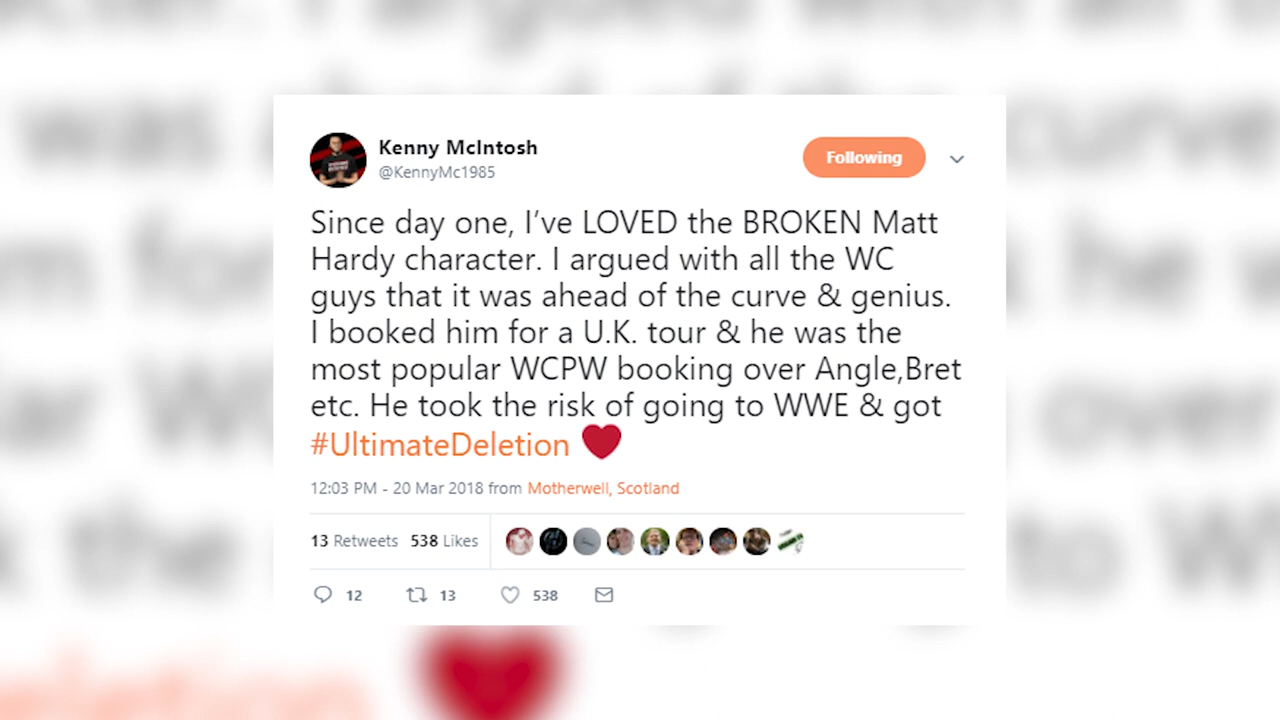 Kenny McIntosh
@KennyMc1985
Following
Since day one, I've LOVED the BROKEN Matt
Hardy character. I argued with all the WC
guys that it was ahead of the curve & genius.
I booked him for a U.K. tour & he was the
most popular WCPW booking over Angle,Bret
etc. He took the risk of going to WWE & got
#UltimateDeletion ❤
12:03 PM - 20 Mar 2018 from Motherwell, Scotland
13 Retweets 538 Likes
12 13 538